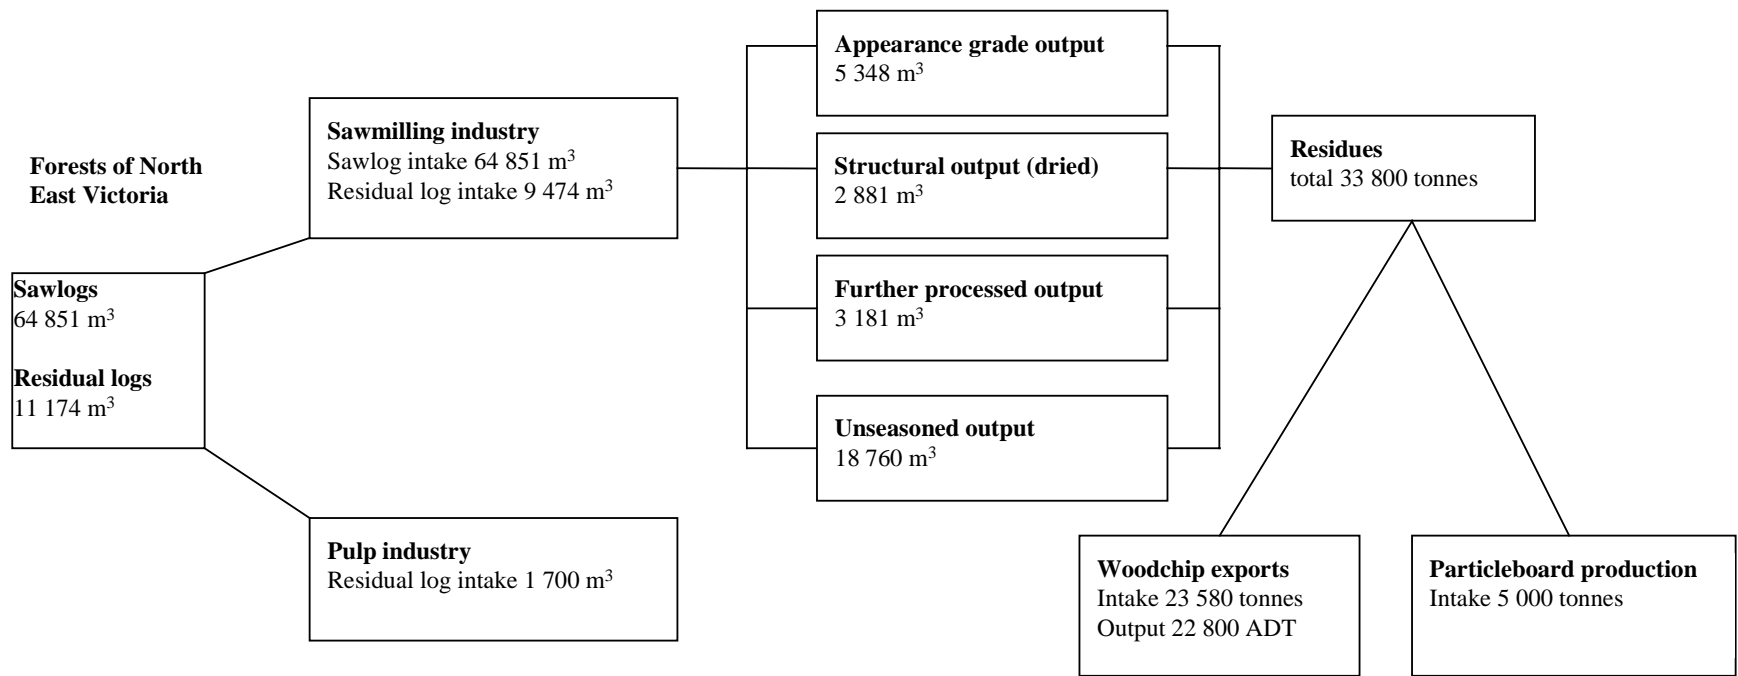 Forests of North
East Victoria
Sawlogs
64 851 m³
Residual logs
11 174 m³
Sawmilling industry
Sawlog intake 64 851 m³
Residual log intake 9 474 m³
Pulp industry
Residual log intake 1 700 m³
Appearance grade output
5 348 m³
Structural output (dried)
2 881 m³
Further processed output
3 181 m³
Unseasoned output
18 760 m³
Residues
total 33 800 tonnes
Woodchip exports
Intake 23 580 tonnes
Output 22 800 ADT
Particleboard production
Intake 5 000 tonnes